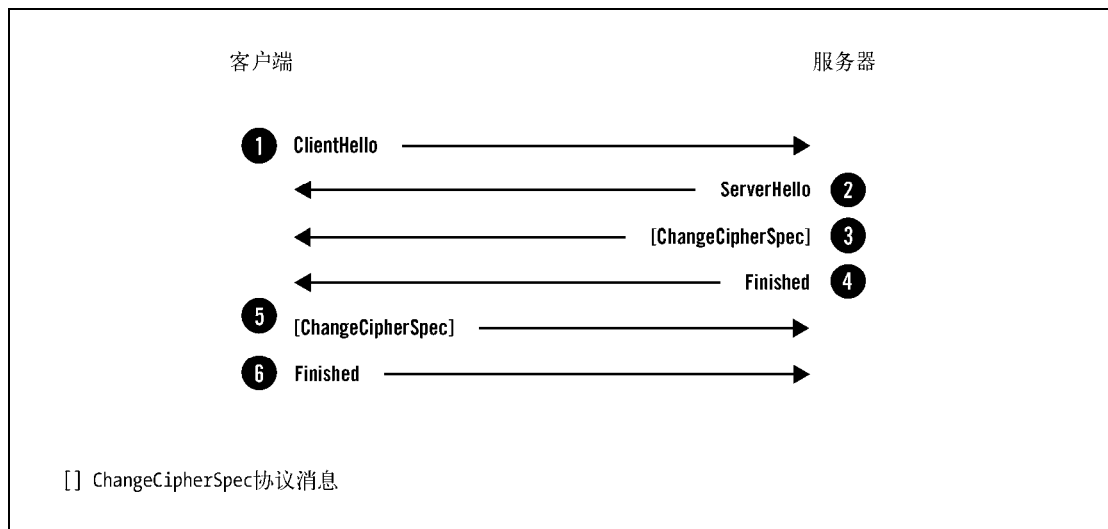 客户端 服务器
1 ClientHello
ServerHello 2
[ChangeCipherSpec] 3
Finished 4
5 [ChangeCipherSpec]
6 Finished
[] ChangeCipherSpec协议消息